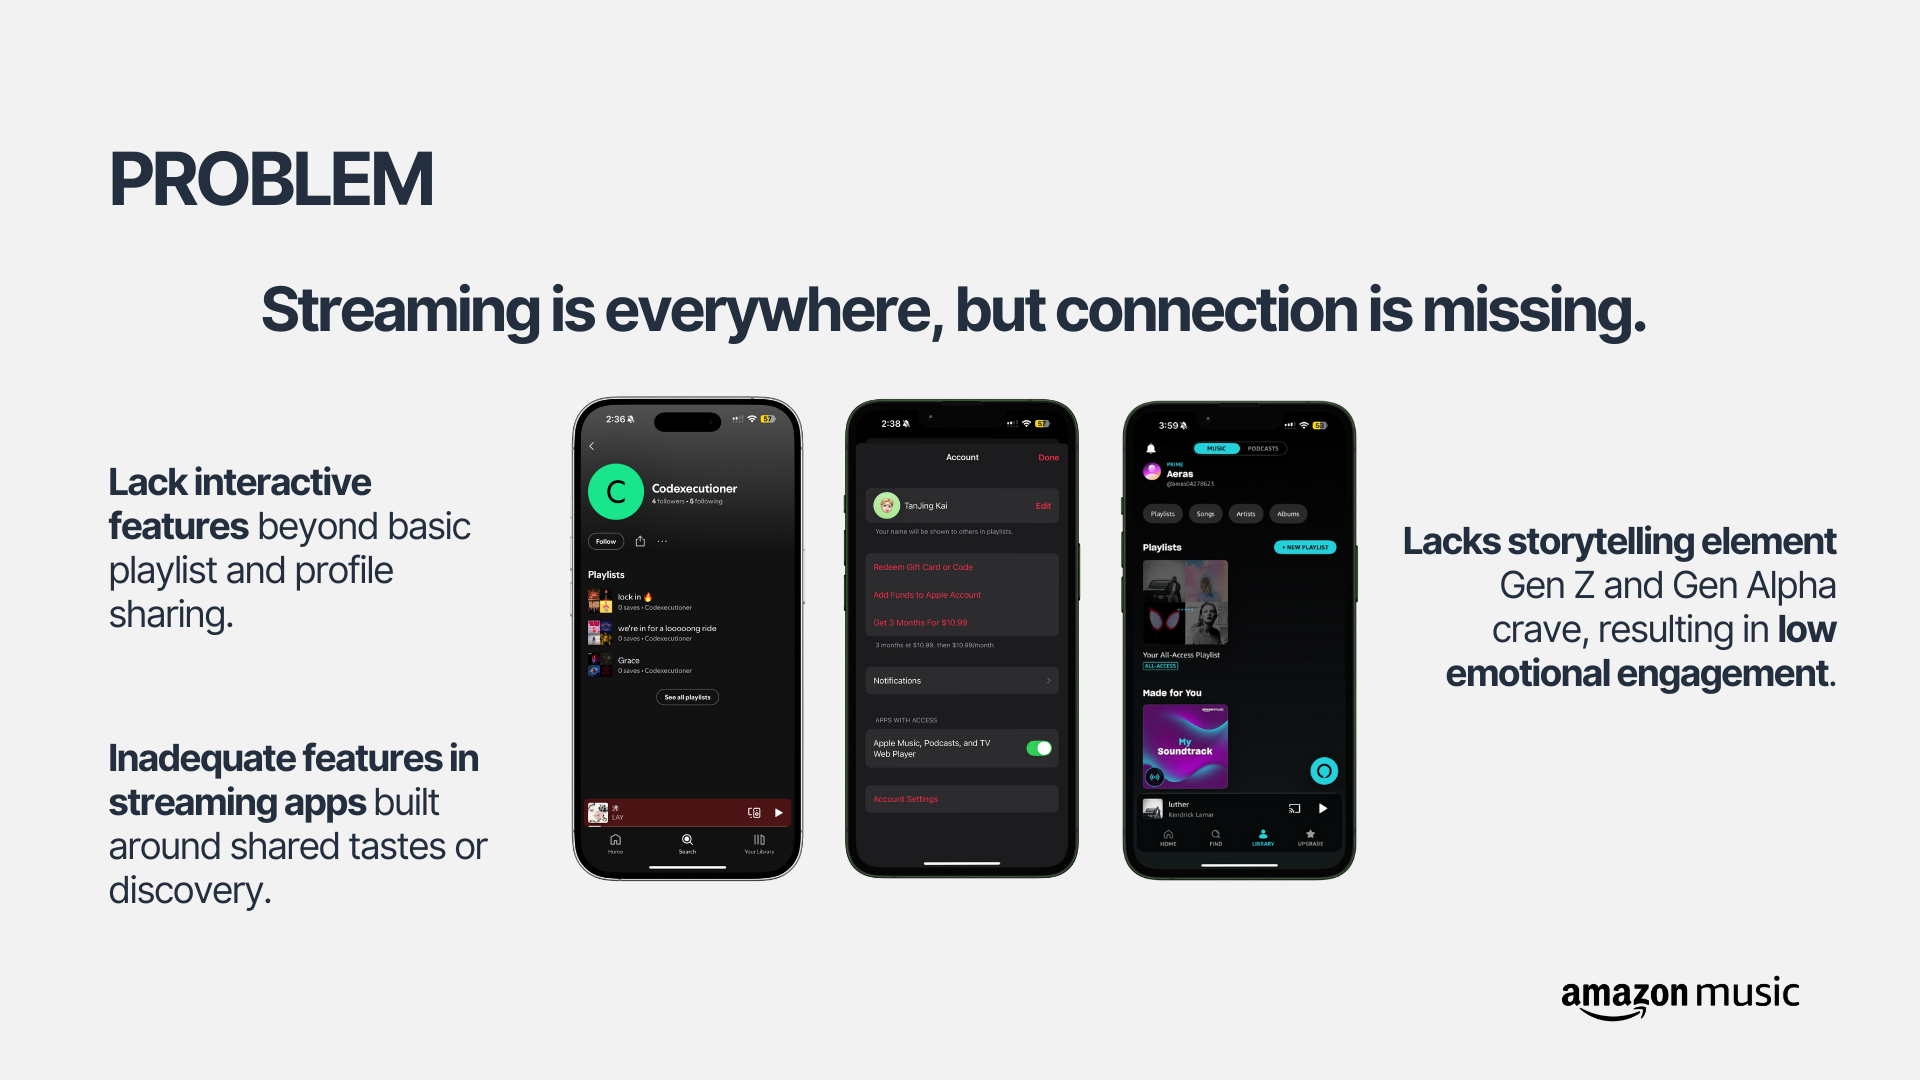 PROBLEM
Streaming is everywhere, but connection is missing.
Lack interactive
features beyond basic
playlist and profile
sharing.
Inadequate features in
streaming apps built
around shared tastes or
discovery.
2:36
57
C
Codexecutioner
4 followers • 5 following
Follow
Playlists
lock in 🔥
0 saves • Codexecutioner
we're in for a looooong ride
0 saves • Codexecutioner
Grace
0 saves • Codexecutioner
See all playlists
LAY
Home
Search
Your Library
2:38
57
Account
Done
TanJing Kai
Edit
Your name will be shown to others in playlists.
Redeem Gift Card or Code
Add Funds to Apple Account
Get 3 Months For $10.99
3 months at $10.99, then $10.99/month.
Notifications
APPS WITH ACCESS
Apple Music, Podcasts, and TV
Web Player
Account Settings
3:59
MUSIC
PODCASTS
PRIME
Aeras
@aeras04278623
Playlists
Songs
Artists
Albums
Playlists
+ NEW PLAYLIST
Your All-Access Playlist
ALL-ACCESS
Made for You
amazon music
My
Soundtrack
luther
Kendrick Lamar
HOME
FIND
LIBRARY
UPGRADE
Lacks storytelling element
Gen Z and Gen Alpha
crave, resulting in low
emotional engagement.
amazon music